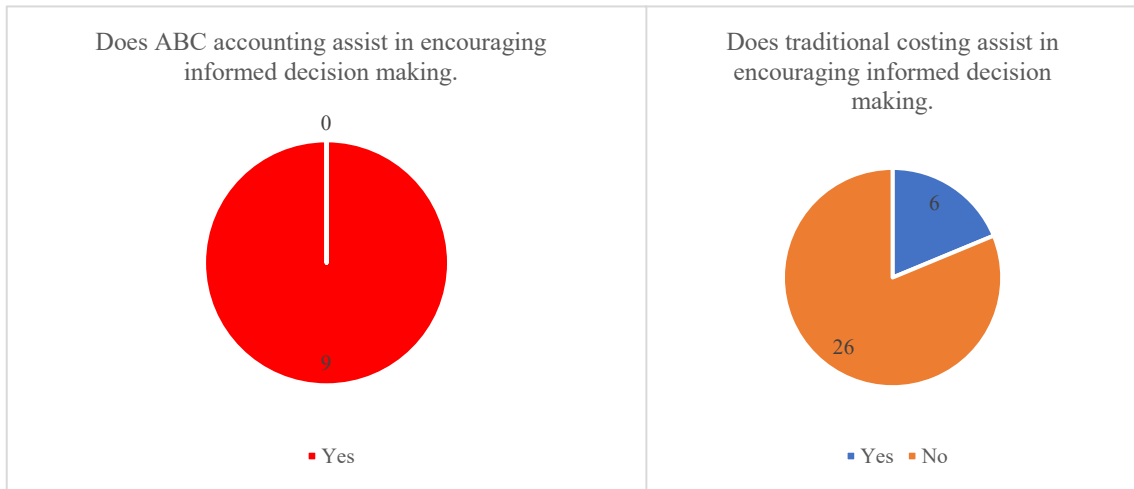 Does ABC accounting assist in encouraging
informed decision making.
0
9
Yes
Does traditional costing assist in
encouraging informed decision
making.
6
26
Yes No